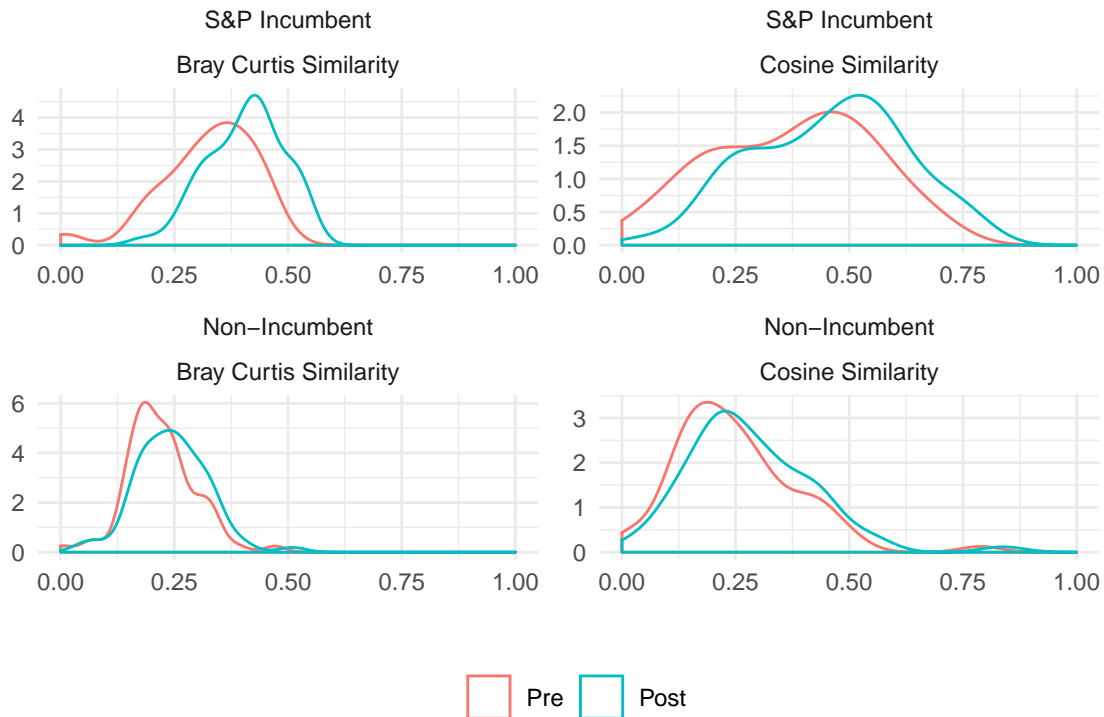 S&P Incumbent
Bray Curtis Similarity
4
3
2
1
0
0.00 0.25 0.50 0.75 1.00
S&P Incumbent
Cosine Similarity
2.0
1.5
1.0
0.5
0.0
0.00 0.25 0.50 0.75 1.00
Non−Incumbent
Bray Curtis Similarity
6
4
2
0
0.00 0.25 0.50 0.75 1.00
Non−Incumbent
Cosine Similarity
3
2
1
0
0.00 0.25 0.50 0.75 1.00
Pre Post